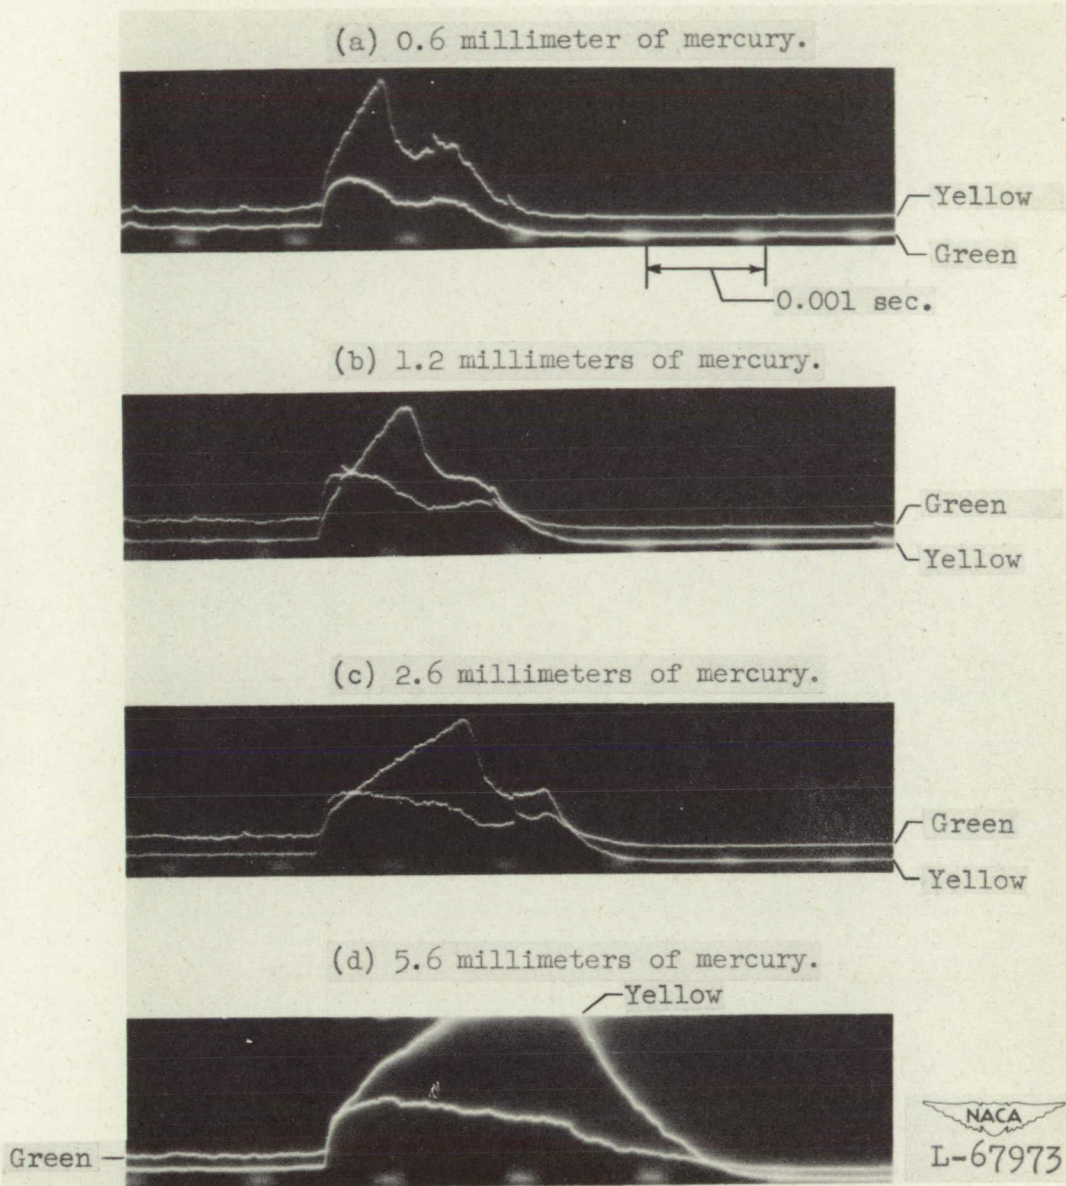 (a) 0.6 millimeter of mercury.
Yellow
Green
0.001 sec.
(b) 1.2 millimeters of mercury.
Green
Yellow
(c) 2.6 millimeters of mercury.
Green
Yellow
(d) 5.6 millimeters of mercury.
Yellow
Green
NACA
L-67973